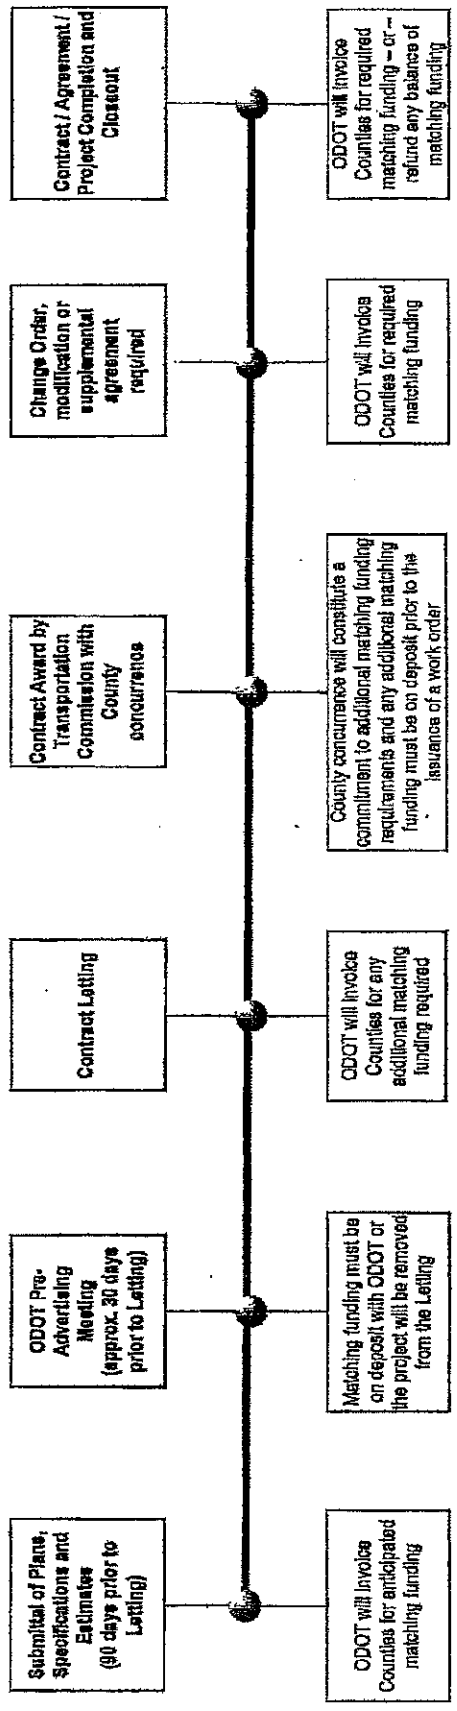 Submittal of Plans,
Specifications and
Estimates
(90 days prior to
Letting)
ODOT Pre-
Advertising
Meeting
(approx. 30 days
prior to Letting)
Contract Letting
Contract Award by
Transportation
Commission with
County
concurrence
Change Order,
modification or
supplemental
agreement
required
Contract / Agreement /
Project Completion and
Closeout
ODOT will invoice
Counties for anticipated
matching funding
Matching funding must be
on deposit with ODOT or
the project will be removed
from the Letting
ODOT will invoice
Counties for any
additional matching
funding required
County concurrence will constitute a
commitment to additional matching funding
requirements and any additional matching
funding must be on deposit prior to the
issuance of a work order
ODOT will invoice
Counties for required
matching funding
ODOT will invoice
Counties for required
matching funding – or –
refund any balance of
matching funding